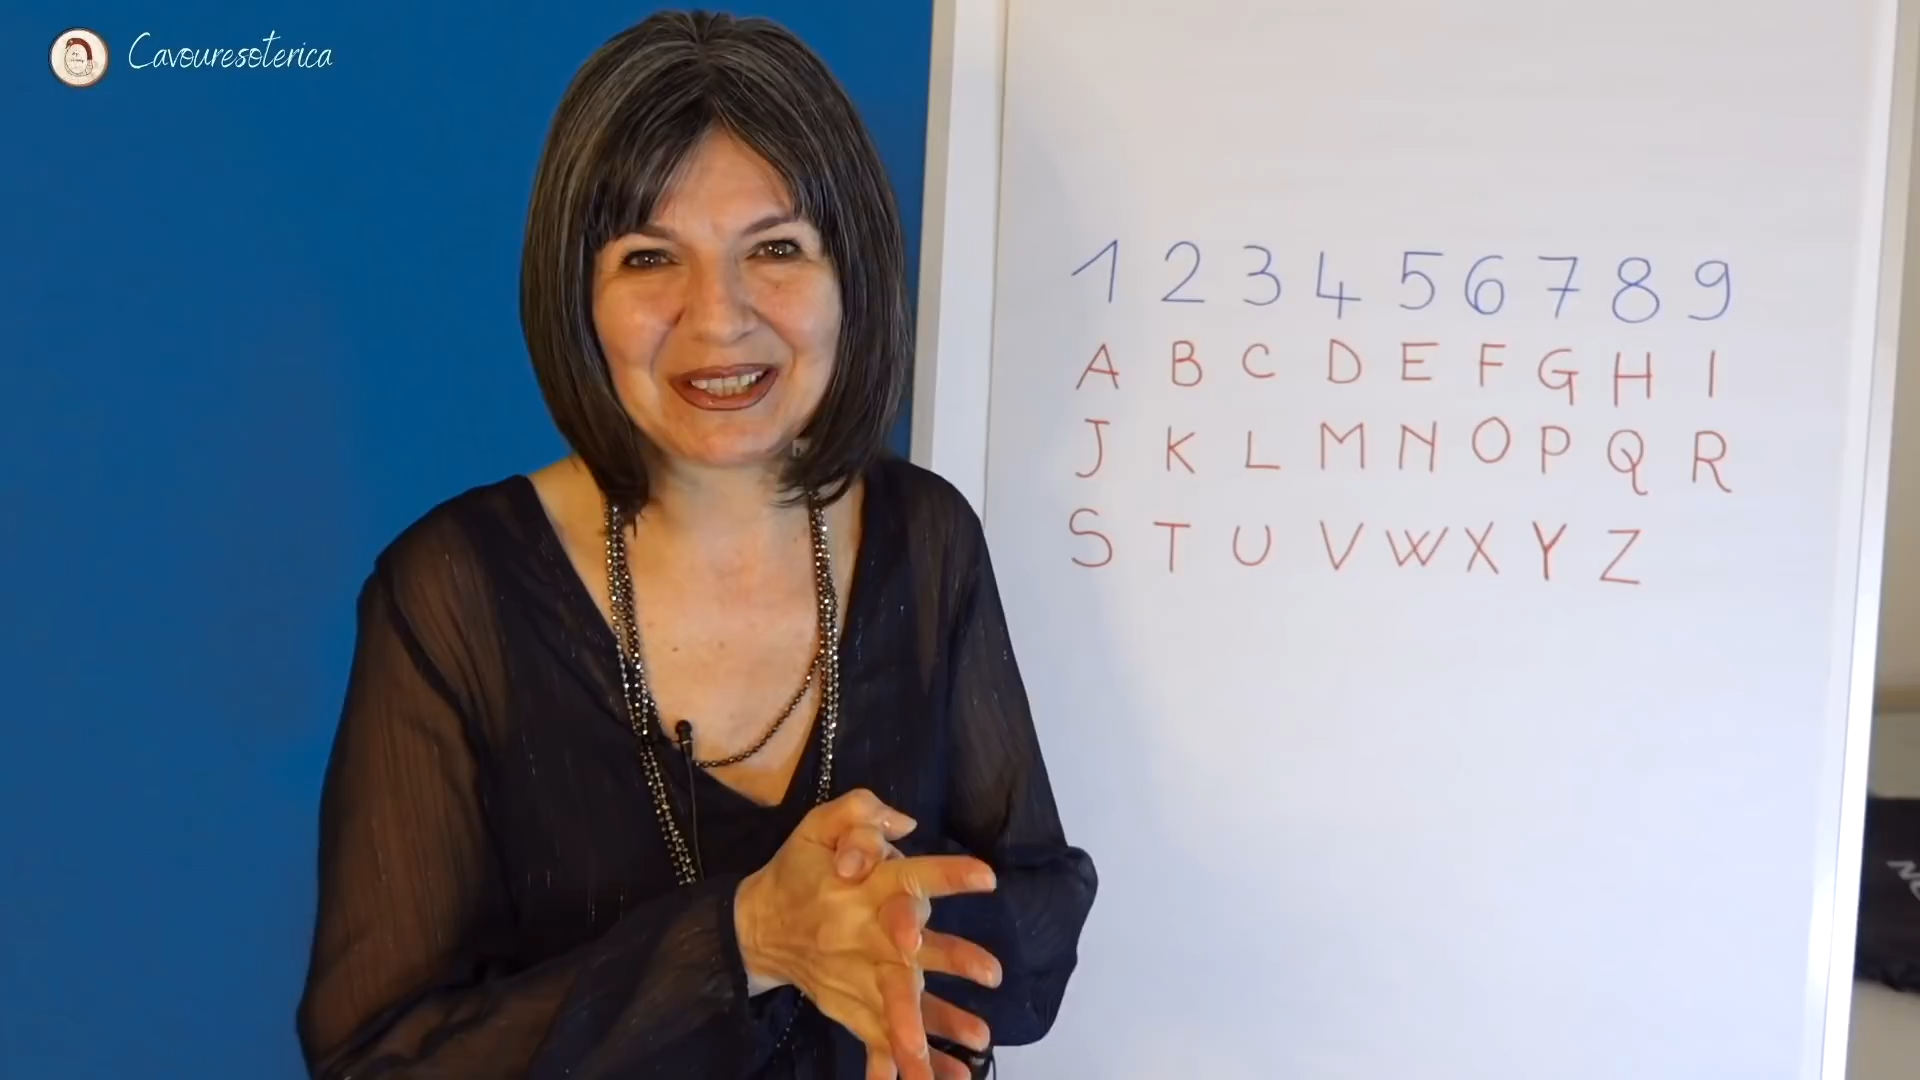 Cavouresoterica
1 2 3 4 5 6 7 8 9
A B C D E F G H I
J K L M N O P Q R
S T U V W X Y Z